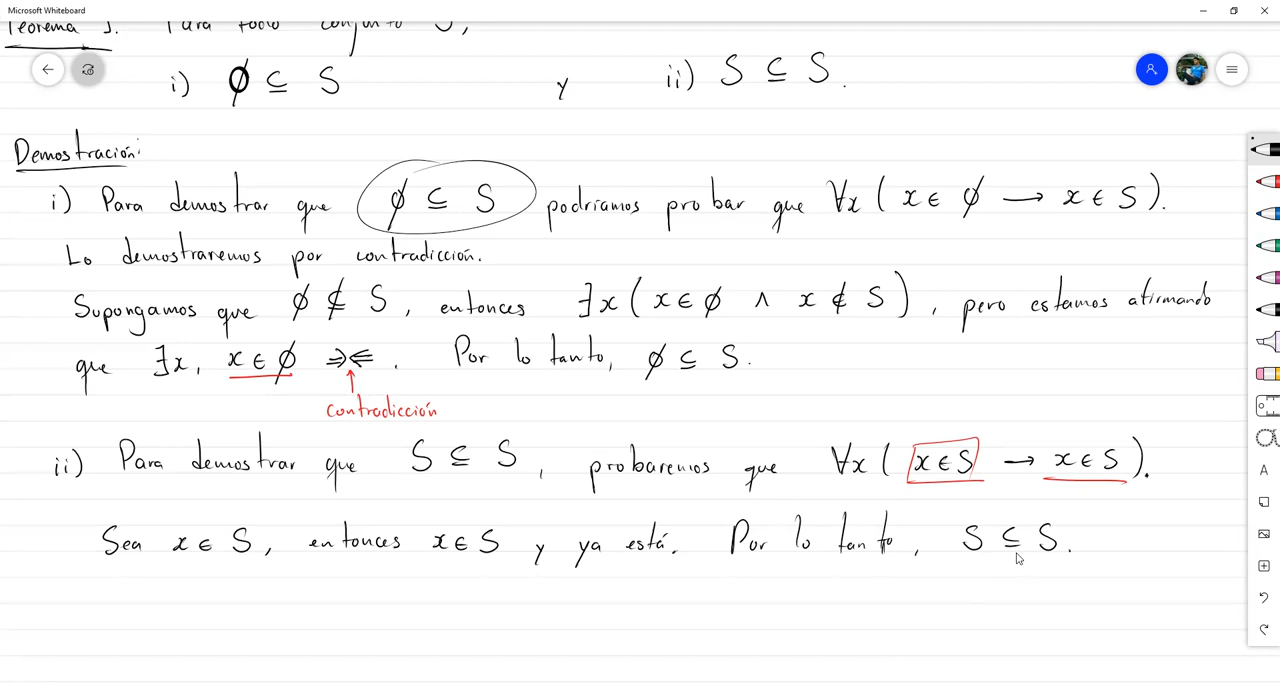 Microsoft Whiteboard
Teorema 1. Para todo conjunto S,
i) ∅ ⊆ S y ii) S ⊆ S.
Demostración:
i) Para demostrar que ∅ ⊆ S podríamos probar que ∀x ( x ∈ ∅ → x ∈ S ).
Lo demostraremos por contradicción.
Supongamos que ∅ ⊈ S, entonces ∃x ( x ∈ ∅ ∧ x ∉ S ), pero estamos afirmando
que ∃x, x ∈ ∅ ⇒⇐. Por lo tanto, ∅ ⊆ S.
contradicción
ii) Para demostrar que S ⊆ S, probaremos que ∀x ( x ∈ S → x ∈ S ).
Sea x ∈ S, entonces x ∈ S y ya está. Por lo tanto, S ⊆ S.
A